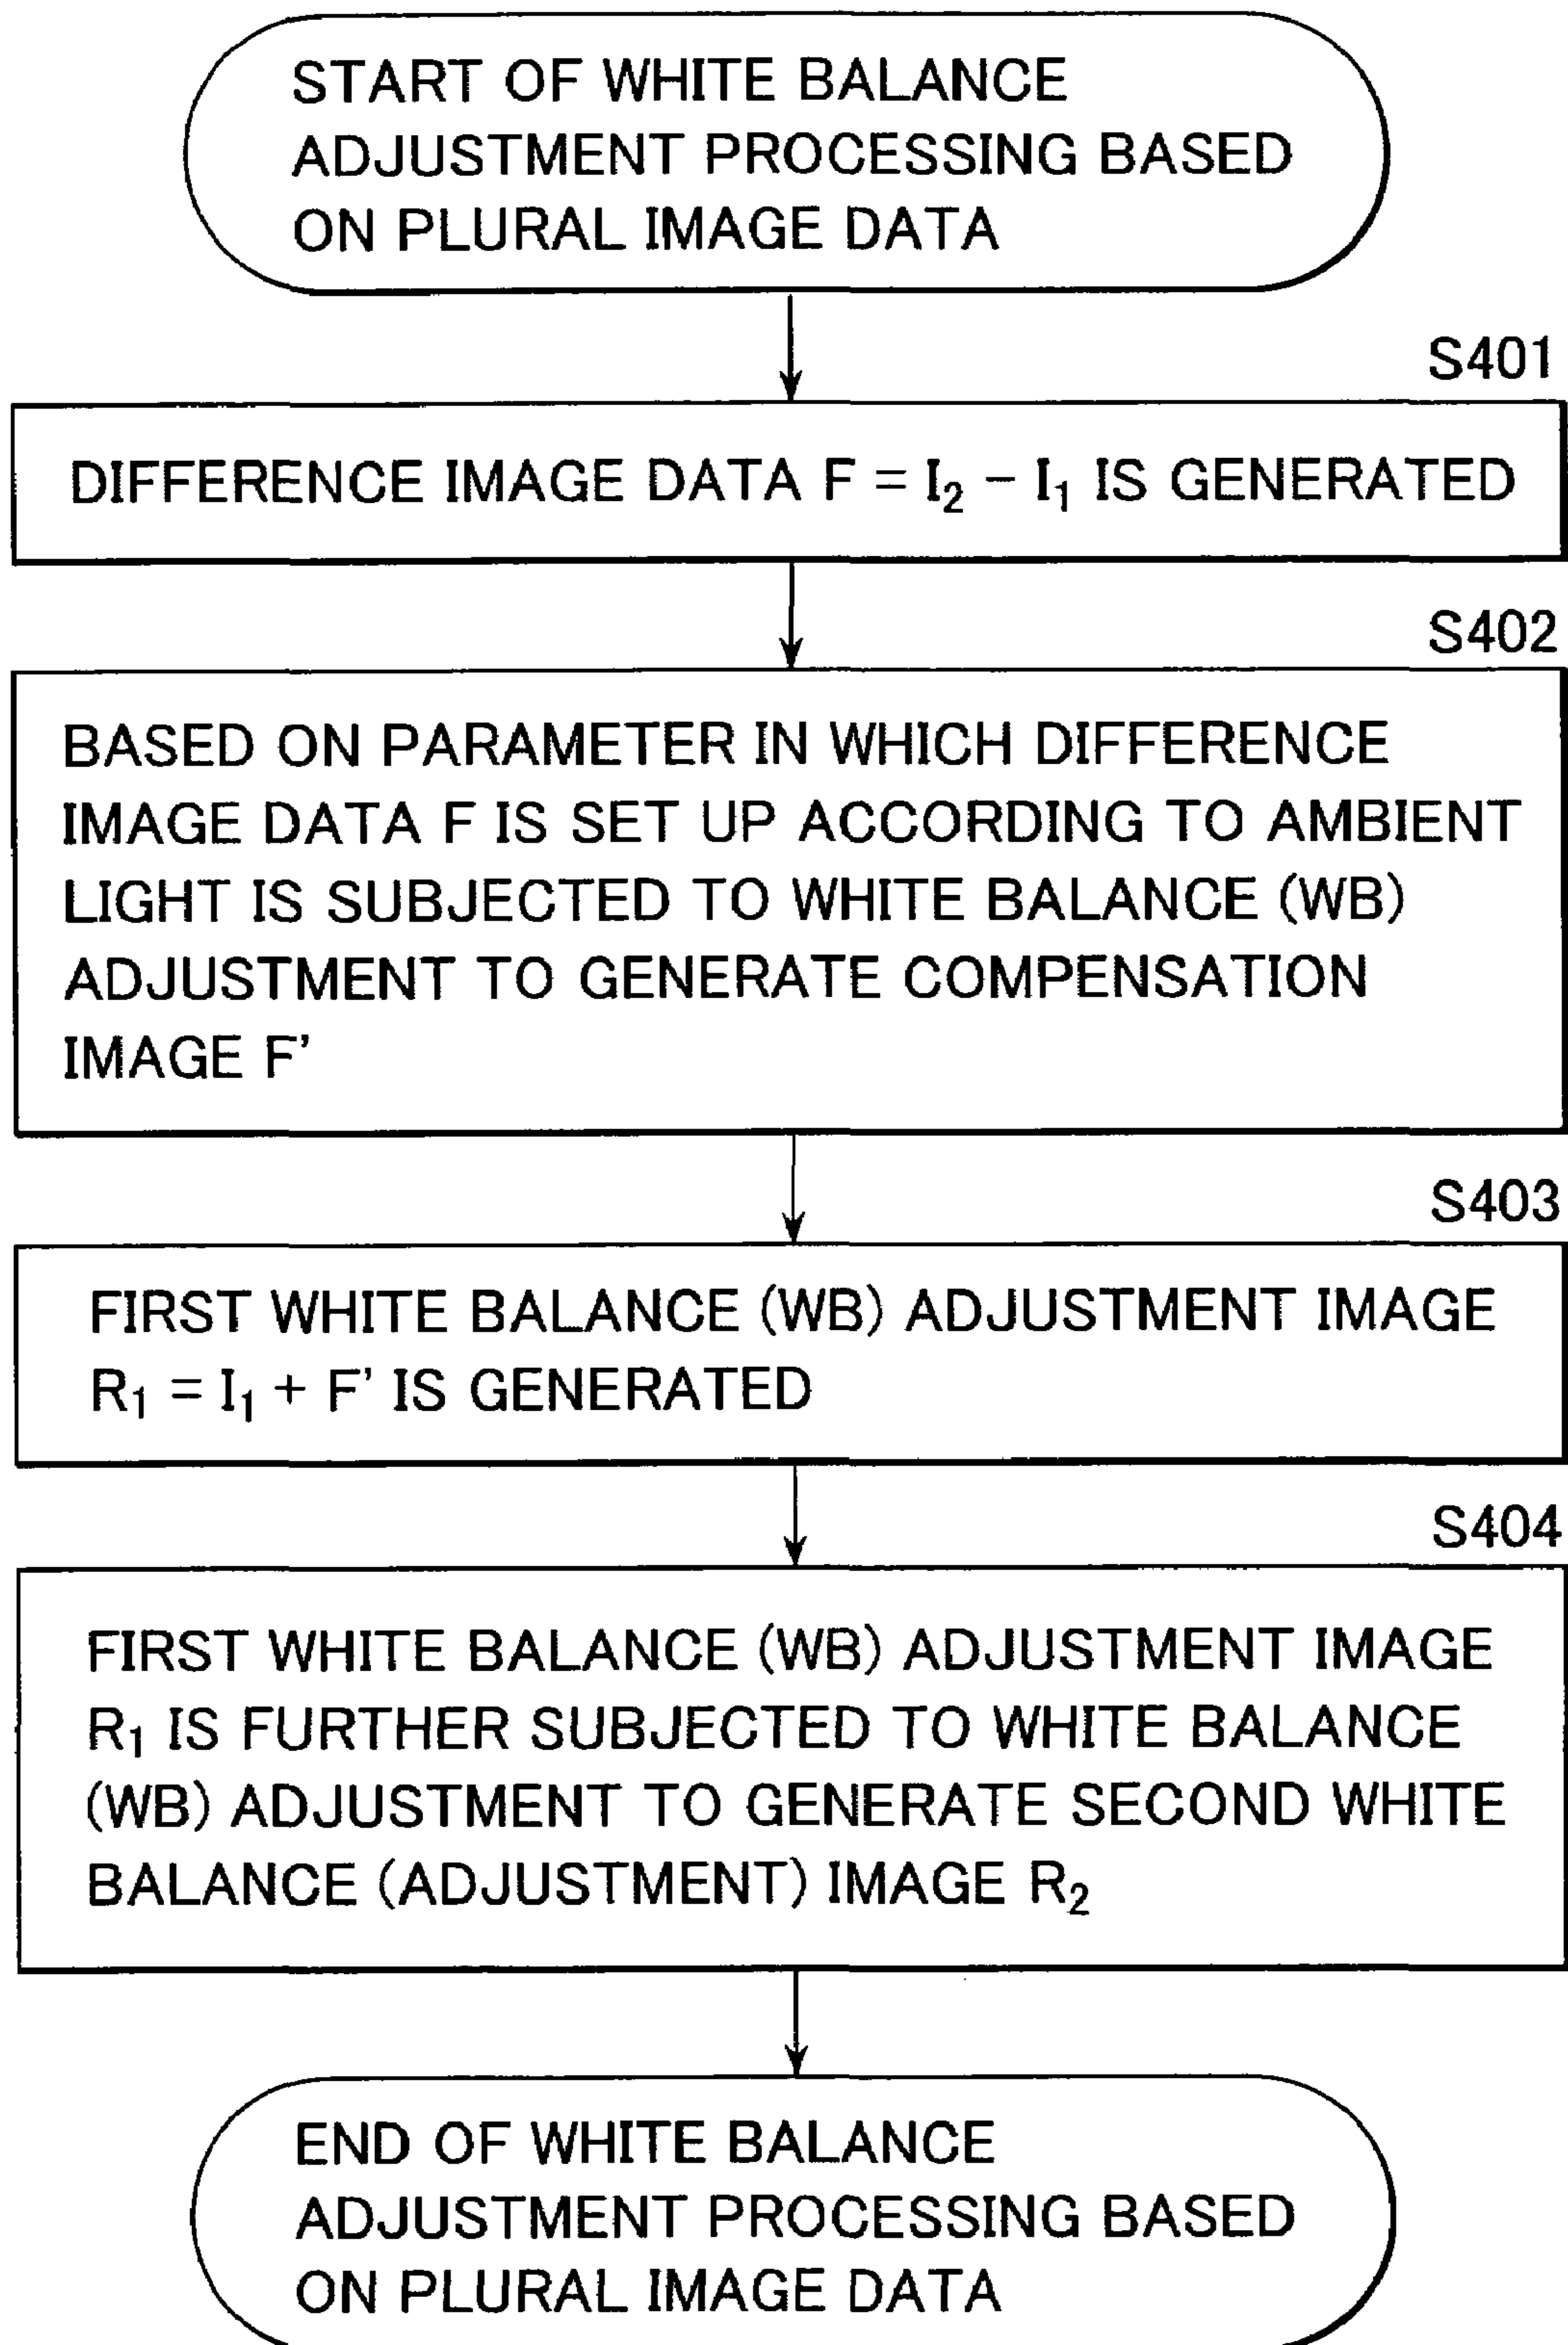 START OF WHITE BALANCE
ADJUSTMENT PROCESSING BASED
ON PLURAL IMAGE DATA
S401
DIFFERENCE IMAGE DATA F = I₂ − I₁ IS GENERATED
S402
BASED ON PARAMETER IN WHICH DIFFERENCE
IMAGE DATA F IS SET UP ACCORDING TO AMBIENT
LIGHT IS SUBJECTED TO WHITE BALANCE (WB)
ADJUSTMENT TO GENERATE COMPENSATION
IMAGE F'
S403
FIRST WHITE BALANCE (WB) ADJUSTMENT IMAGE
R₁ = I₁ + F' IS GENERATED
S404
FIRST WHITE BALANCE (WB) ADJUSTMENT IMAGE
R₁ IS FURTHER SUBJECTED TO WHITE BALANCE
(WB) ADJUSTMENT TO GENERATE SECOND WHITE
BALANCE (ADJUSTMENT) IMAGE R₂
END OF WHITE BALANCE
ADJUSTMENT PROCESSING BASED
ON PLURAL IMAGE DATA